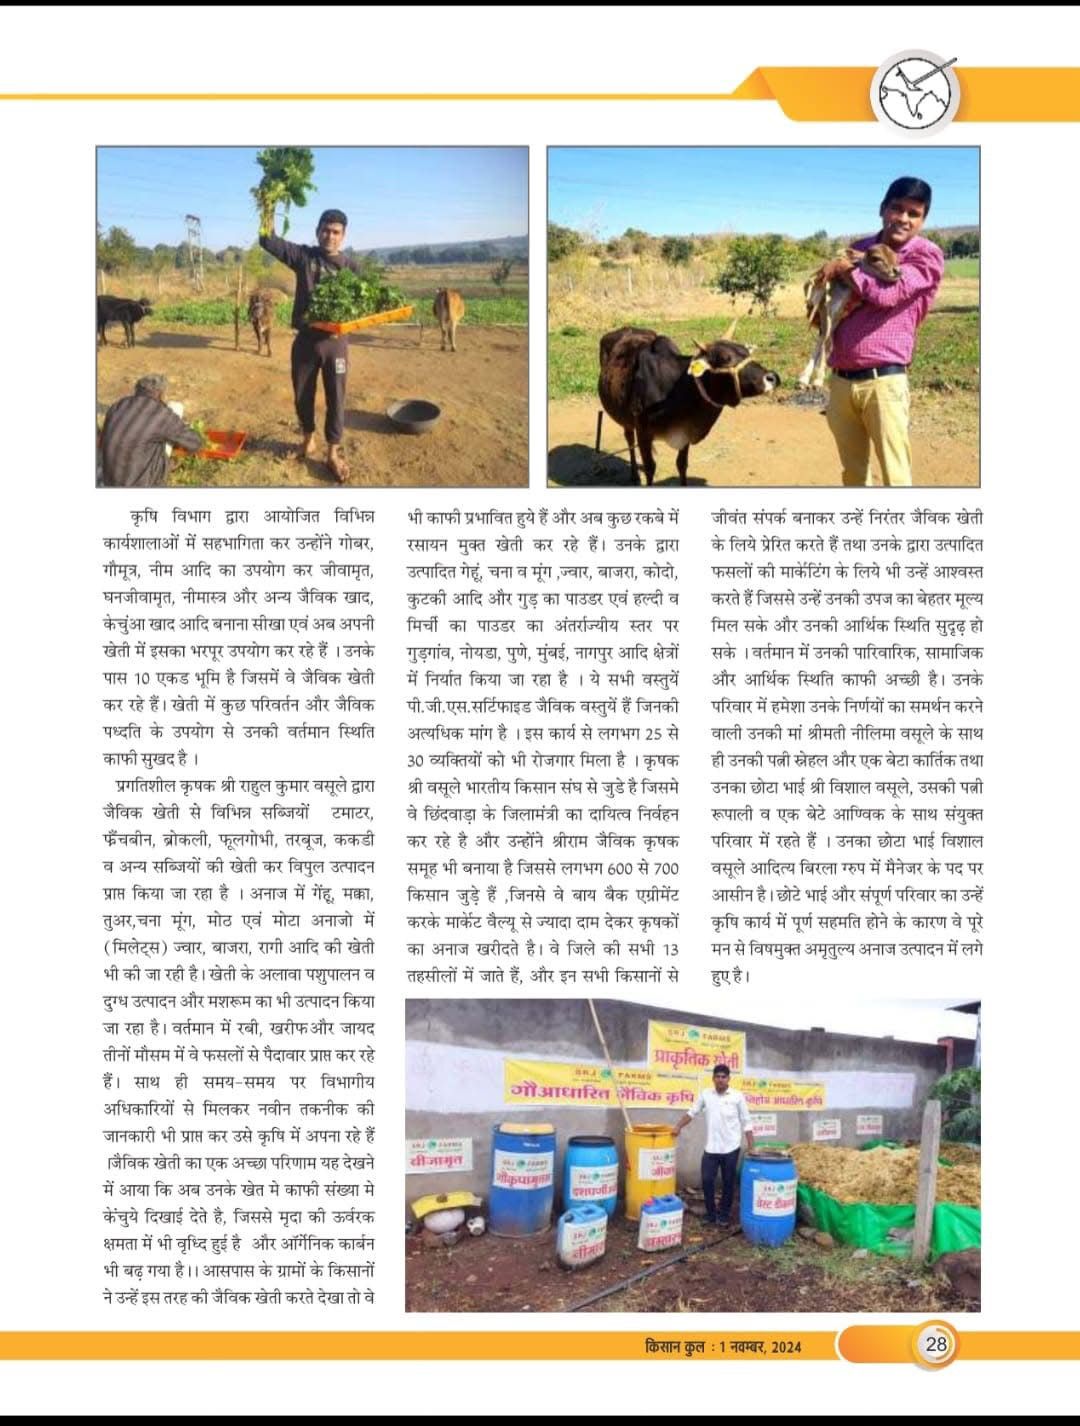 कृषि विभाग द्वारा आयोजित विभिन्न
कार्यशालाओं में सहभागिता कर उन्होंने गोबर,
गौमूत्र, नीम आदि का उपयोग कर जीवामृत,
घनजीवामृत, नीमास्त्र और अन्य जैविक खाद,
केचुंआ खाद आदि बनाना सीखा एवं अब अपनी
खेती में इसका भरपूर उपयोग कर रहे हैं । उनके
पास 10 एकड भूमि है जिसमें वे जैविक खेती
कर रहे हैं। खेती में कुछ परिवर्तन और जैविक
पध्दति के उपयोग से उनकी वर्तमान स्थिति
काफी सुखद है ।
प्रगतिशील कृषक श्री राहुल कुमार वसूले द्वारा
जैविक खेती से विभिन्न सब्जियों टमाटर,
फ्रेंचबीन, ब्रोकली, फूलगोभी, तरबूज, ककडी
व अन्य सब्जियों की खेती कर विपुल उत्पादन
प्राप्त किया जा रहा है । अनाज में गेंहू, मक्का,
तुअर,चना मूंग, मोठ एवं मोटा अनाजो में
(मिलेट्स) ज्वार, बाजरा, रागी आदि की खेती
भी की जा रही है। खेती के अलावा पशुपालन व
दुग्ध उत्पादन और मशरूम का भी उत्पादन किया
जा रहा है। वर्तमान में रबी, खरीफ और जायद
तीनों मौसम में वे फसलों से पैदावार प्राप्त कर रहे
हैं। साथ ही समय-समय पर विभागीय
अधिकारियों से मिलकर नवीन तकनीक की
जानकारी भी प्राप्त कर उसे कृषि में अपना रहे हैं
।जैविक खेती का एक अच्छा परिणाम यह देखने
में आया कि अब उनके खेत मे काफी संख्या मे
केंचुये दिखाई देते है, जिससे मृदा की ऊर्वरक
क्षमता में भी वृध्दि हुई है और ऑर्गेनिक कार्बन
भी बढ़ गया है।। आसपास के ग्रामों के किसानों
ने उन्हें इस तरह की जैविक खेती करते देखा तो वे
भी काफी प्रभावित हुये हैं और अब कुछ रकबे में
रसायन मुक्त खेती कर रहे हैं। उनके द्वारा
उत्पादित गेहूं, चना व मूंग ,ज्वार, बाजरा, कोदो,
कुटकी आदि और गुड़ का पाउडर एवं हल्दी व
मिर्ची का पाउडर का अंतर्राज्यीय स्तर पर
गुड़गांव, नोयडा, पुणे, मुंबई, नागपुर आदि क्षेत्रों
में निर्यात किया जा रहा है । ये सभी वस्तुयें
पी.जी.एस.सर्टिफाइड जैविक वस्तुयें हैं जिनकी
अत्यधिक मांग है । इस कार्य से लगभग 25 से
30 व्यक्तियों को भी रोजगार मिला है । कृषक
श्री वसूले भारतीय किसान संघ से जुडे है जिसमे
वे छिंदवाड़ा के जिलामंत्री का दायित्व निर्वहन
कर रहे है और उन्होंने श्रीराम जैविक कृषक
समूह भी बनाया है जिससे लगभग 600 से 700
किसान जुड़े हैं ,जिनसे वे बाय बैक एग्रीमेंट
करके मार्केट वैल्यू से ज्यादा दाम देकर कृषकों
का अनाज खरीदते है। वे जिले की सभी 13
तहसीलों में जाते हैं, और इन सभी किसानों से
जीवंत संपर्क बनाकर उन्हें निरंतर जैविक खेती
के लिये प्रेरित करते हैं तथा उनके द्वारा उत्पादित
फसलों की मार्केटिंग के लिये भी उन्हें आश्वस्त
करते हैं जिससे उन्हें उनकी उपज का बेहतर मूल्य
मिल सके और उनकी आर्थिक स्थिति सुदृढ़ हो
सके । वर्तमान में उनकी पारिवारिक, सामाजिक
और आर्थिक स्थिति काफी अच्छी है। उनके
परिवार में हमेशा उनके निर्णयों का समर्थन करने
वाली उनकी मां श्रीमती नीलिमा वसूले के साथ
ही उनकी पत्नी स्नेहल और एक बेटा कार्तिक तथा
उनका छोटा भाई श्री विशाल वसूले, उसकी पत्नी
रूपाली व एक बेटे आण्विक के साथ संयुक्त
परिवार में रहते हैं । उनका छोटा भाई विशाल
वसूले आदित्य बिरला ग्रुप में मैनेजर के पद पर
आसीन है। छोटे भाई और संपूर्ण परिवार का उन्हें
कृषि कार्य में पूर्ण सहमति होने के कारण वे पूरे
मन से विषमुक्त अमृतुल्य अनाज उत्पादन में लगे
हुए है।
SRJ FARMS
प्राकृतिक खेती
SRJ FARMS
गौआधारित जैविक कृषि
आधारित कृषि
SRJ FARMS
बीजामृत
गौकृपामृतम
वेस्ट
किसान कुल : 1 नवम्बर, 2024
28